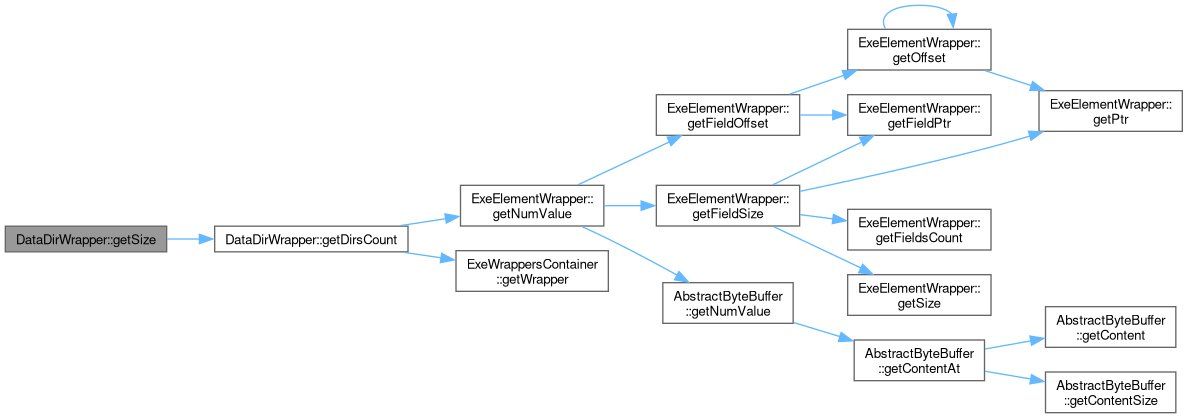 DataDirWrapper::getSize
DataDirWrapper::getDirsCount
ExeElementWrapper::
getNumValue
ExeWrappersContainer
::getWrapper
ExeElementWrapper::
getFieldOffset
ExeElementWrapper::
getFieldSize
AbstractByteBuffer
::getNumValue
ExeElementWrapper::
getOffset
ExeElementWrapper::
getFieldPtr
ExeElementWrapper::
getFieldsCount
ExeElementWrapper::
getSize
AbstractByteBuffer
::getContentAt
ExeElementWrapper::
getPtr
AbstractByteBuffer
::getContent
AbstractByteBuffer
::getContentSize